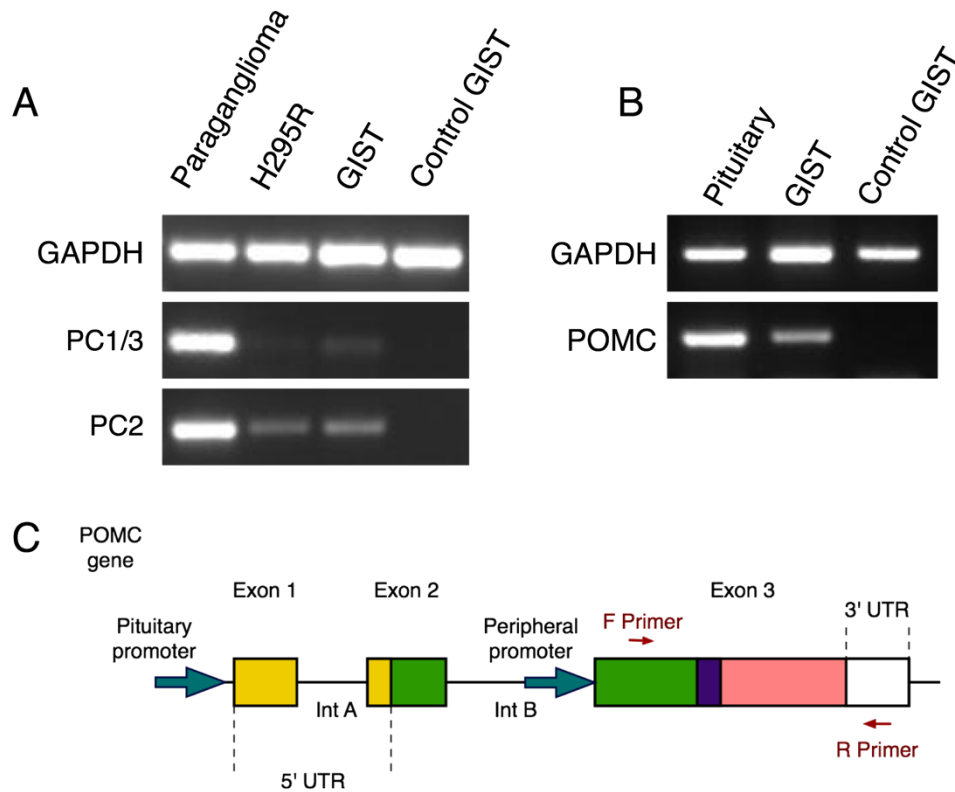 A
Paraganglioma
H295R
GIST
Control GIST
GAPDH
PC1/3
PC2
B
Pituitary
GIST
Control GIST
GAPDH
POMC
C
POMC
gene
Pituitary
promoter
Exon 1
Int A
Exon 2
5' UTR
Peripheral
promoter
Int B
Exon 3
F Primer
3' UTR
R Primer